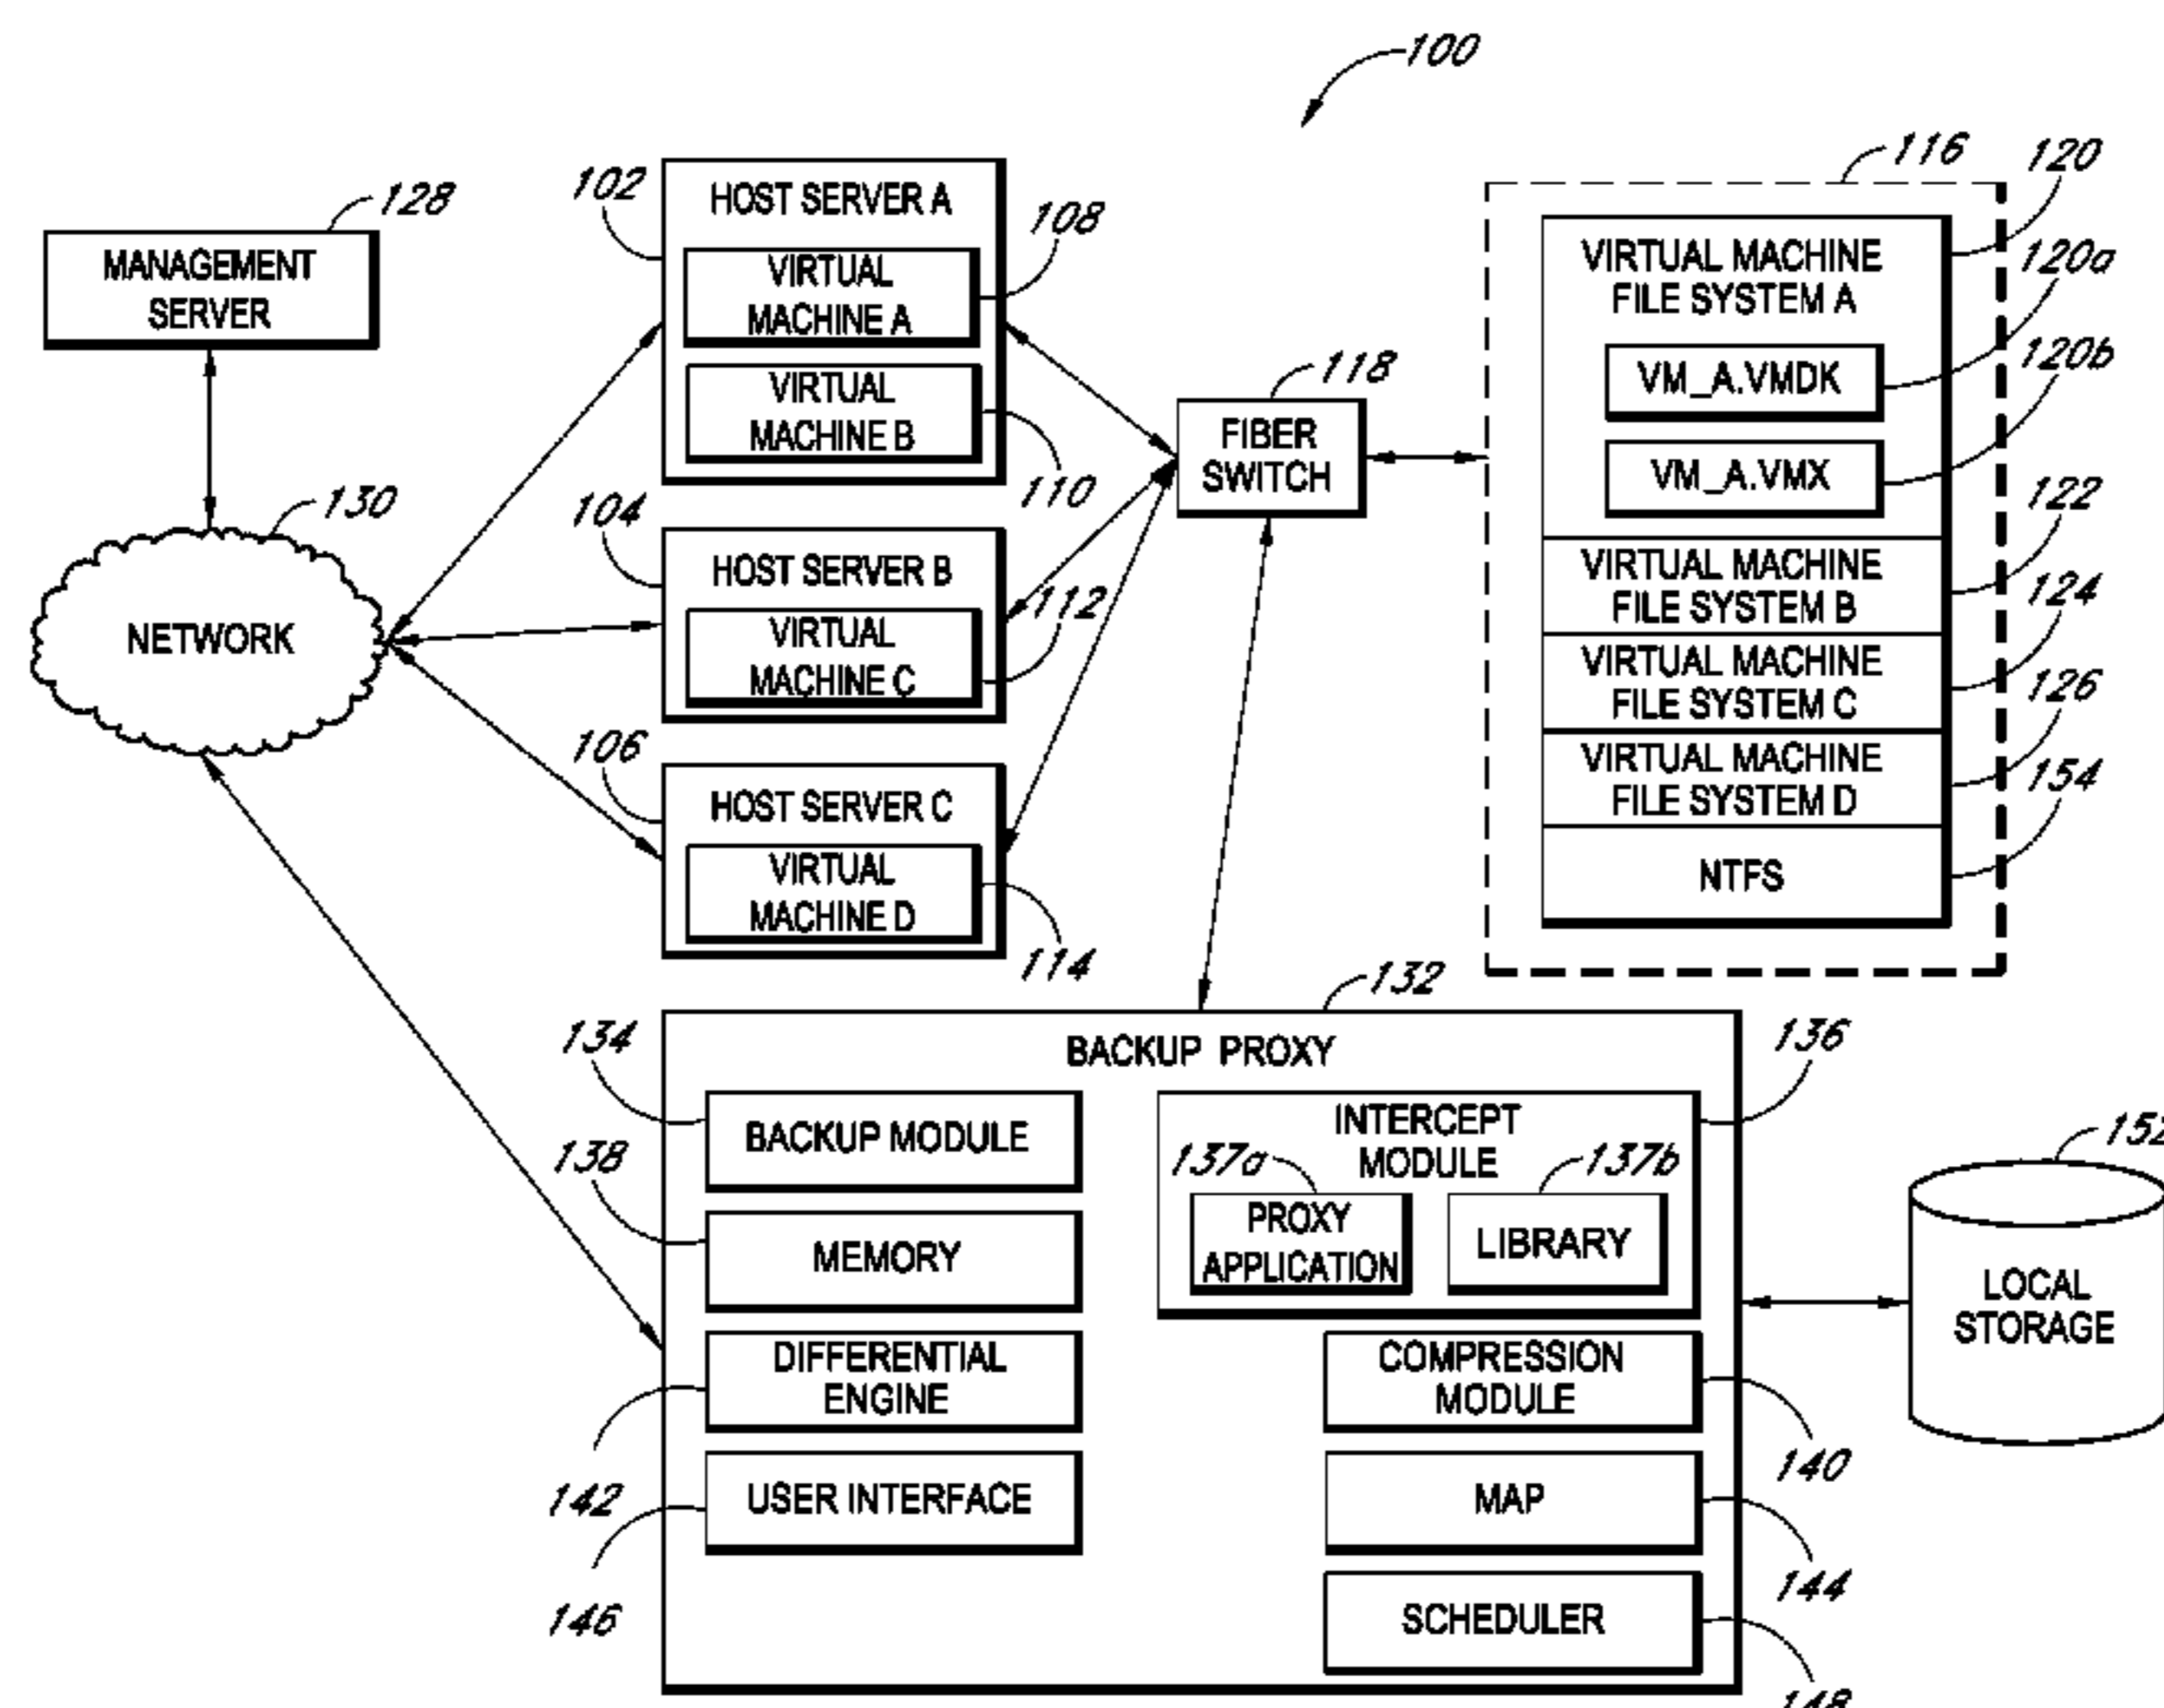 100
128
MANAGEMENT
SERVER
130
NETWORK
102
HOST SERVER A
108
VIRTUAL
MACHINE A
VIRTUAL
MACHINE B
110
104
HOST SERVER B
112
VIRTUAL
MACHINE C
106
HOST SERVER C
VIRTUAL
MACHINE D
114
118
FIBER
SWITCH
116
120
VIRTUAL MACHINE
FILE SYSTEM A
120a
VM_A.VMDK
120b
VM_A.VMX
122
VIRTUAL MACHINE
FILE SYSTEM B
124
VIRTUAL MACHINE
FILE SYSTEM C
126
VIRTUAL MACHINE
FILE SYSTEM D
154
NTFS
132
BACKUP PROXY
134
BACKUP MODULE
138
MEMORY
DIFFERENTIAL
ENGINE
142
USER INTERFACE
146
136
INTERCEPT
MODULE
137a
PROXY
APPLICATION
137b
LIBRARY
COMPRESSION
MODULE
140
MAP
144
SCHEDULER
148
152
LOCAL
STORAGE